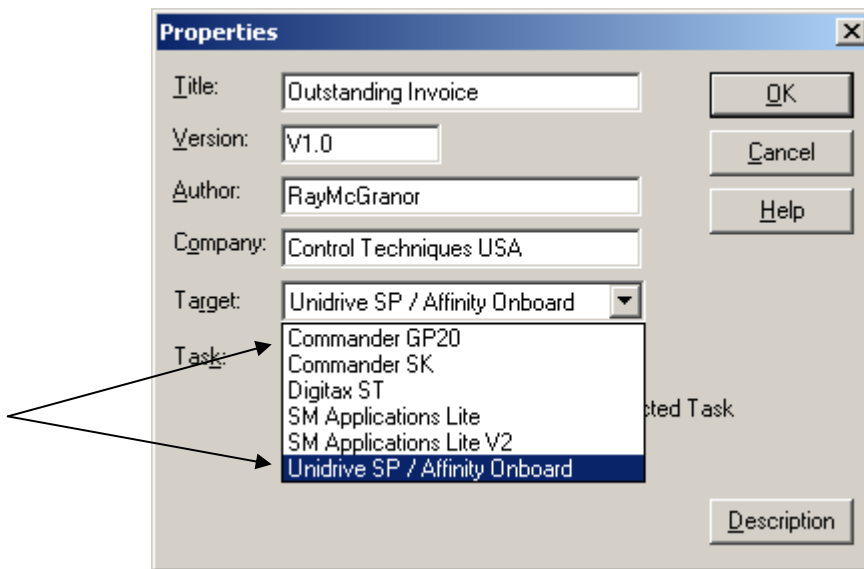 Properties
Title: Outstanding Invoice
OK
Version: V1.0
Cancel
Author: RayMcGranor
Help
Company: Control Techniques USA
Target: Unidrive SP / Affinity Onboard
Commander GP20
Task:
Commander SK
Digitax ST
SM Applications Lite
cted Task
SM Applications Lite V2
Unidrive SP / Affinity Onboard
Description